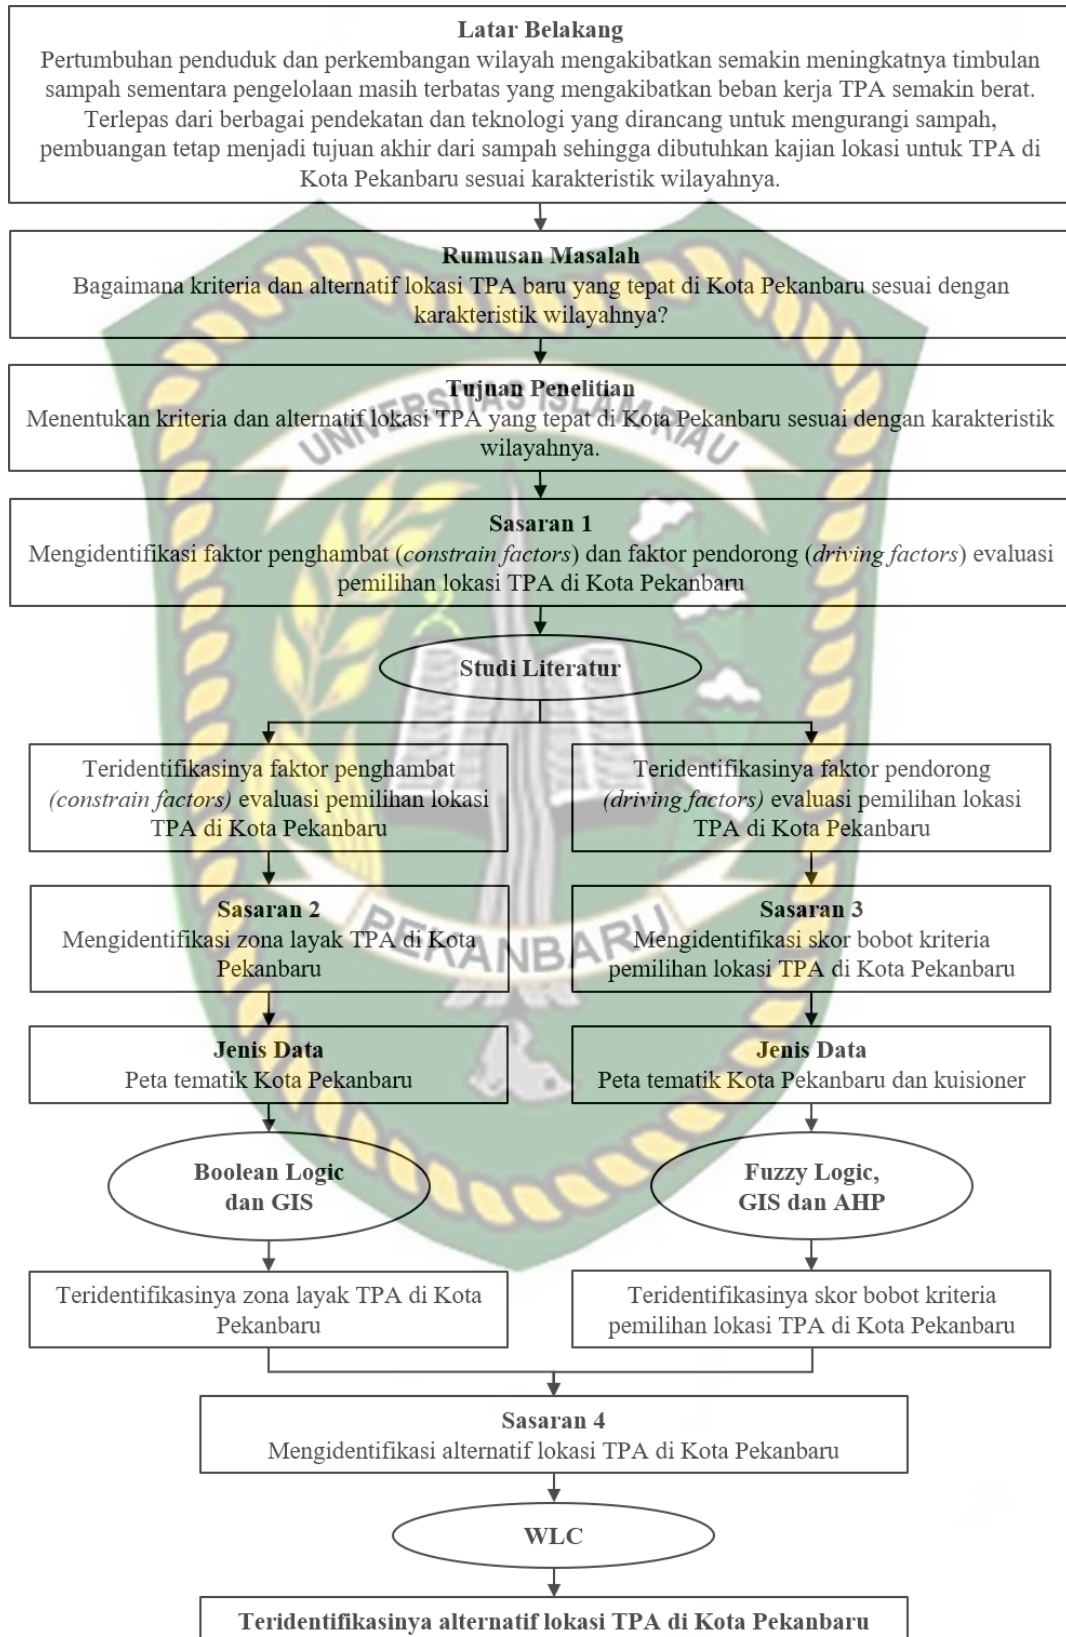 Latar Belakang
Pertumbuhan penduduk dan perkembangan wilayah mengakibatkan semakin meningkatnya timbulan
sampah sementara pengelolaan masih terbatas yang mengakibatkan beban kerja TPA semakin berat.
Terlepas dari berbagai pendekatan dan teknologi yang dirancang untuk mengurangi sampah,
pembuangan tetap menjadi tujuan akhir dari sampah sehingga dibutuhkan kajian lokasi untuk TPA di
Kota Pekanbaru sesuai karakteristik wilayahnya.
Rumusan Masalah
Bagaimana kriteria dan alternatif lokasi TPA baru yang tepat di Kota Pekanbaru sesuai dengan
karakteristik wilayahnya?
Tujuan Penelitian
Menentukan kriteria dan alternatif lokasi TPA yang tepat di Kota Pekanbaru sesuai dengan karakteristik
wilayahnya.
UNIVERSITAS ISLAM RIAU
Sasaran 1
Mengidentifikasi faktor penghambat (constrain factors) dan faktor pendorong (driving factors) evaluasi
pemilihan lokasi TPA di Kota Pekanbaru
Studi Literatur
Teridentifikasinya faktor penghambat
(constrain factors) evaluasi pemilihan lokasi
TPA di Kota Pekanbaru
Teridentifikasinya faktor pendorong
(driving factors) evaluasi pemilihan lokasi
TPA di Kota Pekanbaru
Sasaran 2
Mengidentifikasi zona layak TPA di Kota
Pekanbaru
Sasaran 3
Mengidentifikasi skor bobot kriteria
pemilihan lokasi TPA di Kota Pekanbaru
PEKANBARU
Jenis Data
Peta tematik Kota Pekanbaru
Jenis Data
Peta tematik Kota Pekanbaru dan kuisioner
Boolean Logic
dan GIS
Fuzzy Logic,
GIS dan AHP
Teridentifikasinya zona layak TPA di Kota
Pekanbaru
Teridentifikasinya skor bobot kriteria
pemilihan lokasi TPA di Kota Pekanbaru
Sasaran 4
Mengidentifikasi alternatif lokasi TPA di Kota Pekanbaru
WLC
Teridentifikasinya alternatif lokasi TPA di Kota Pekanbaru